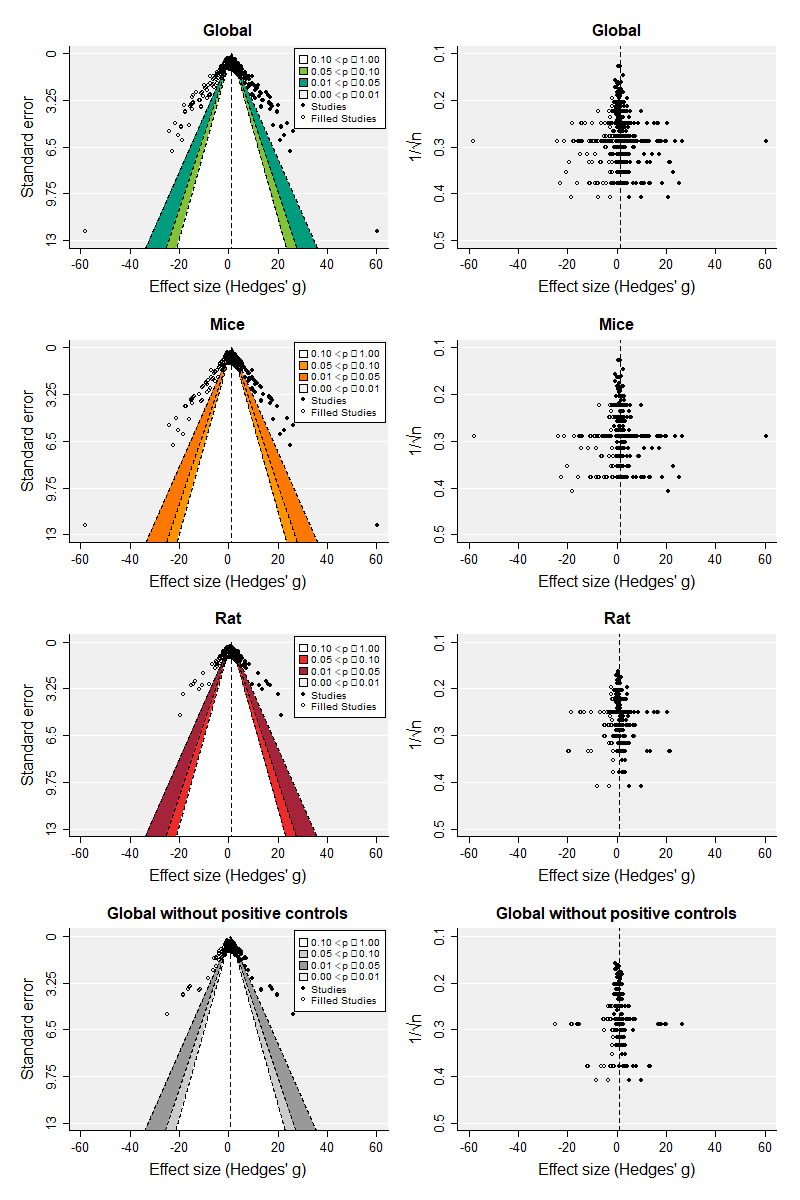 Global
0
3.25
6.5
9.75
13
Standard error
0.10 < p □ 1.00
0.05 < p □ 0.10
0.01 < p □ 0.05
0.00 < p □ 0.01
Studies
Filled Studies
-60 -40 -20 0 20 40 60
Effect size (Hedges' g)
Global
0.1
0.2
0.3
0.4
0.5
1/√n
-60 -40 -20 0 20 40 60
Effect size (Hedges' g)
Mice
0
3.25
6.5
9.75
13
Standard error
0.10 < p □ 1.00
0.05 < p □ 0.10
0.01 < p □ 0.05
0.00 < p □ 0.01
Studies
Filled Studies
-60 -40 -20 0 20 40 60
Effect size (Hedges' g)
Mice
0.1
0.2
0.3
0.4
0.5
1/√n
-60 -40 -20 0 20 40 60
Effect size (Hedges' g)
Rat
0
3.25
6.5
9.75
13
Standard error
0.10 < p □ 1.00
0.05 < p □ 0.10
0.01 < p □ 0.05
0.00 < p □ 0.01
Studies
Filled Studies
-60 -40 -20 0 20 40 60
Effect size (Hedges' g)
Rat
0.1
0.2
0.3
0.4
0.5
1/√n
-60 -40 -20 0 20 40 60
Effect size (Hedges' g)
Global without positive controls
0
3.25
6.5
9.75
13
Standard error
0.10 < p □ 1.00
0.05 < p □ 0.10
0.01 < p □ 0.05
0.00 < p □ 0.01
Studies
Filled Studies
-60 -40 -20 0 20 40 60
Effect size (Hedges' g)
Global without positive controls
0.1
0.2
0.3
0.4
0.5
1/√n
-60 -40 -20 0 20 40 60
Effect size (Hedges' g)